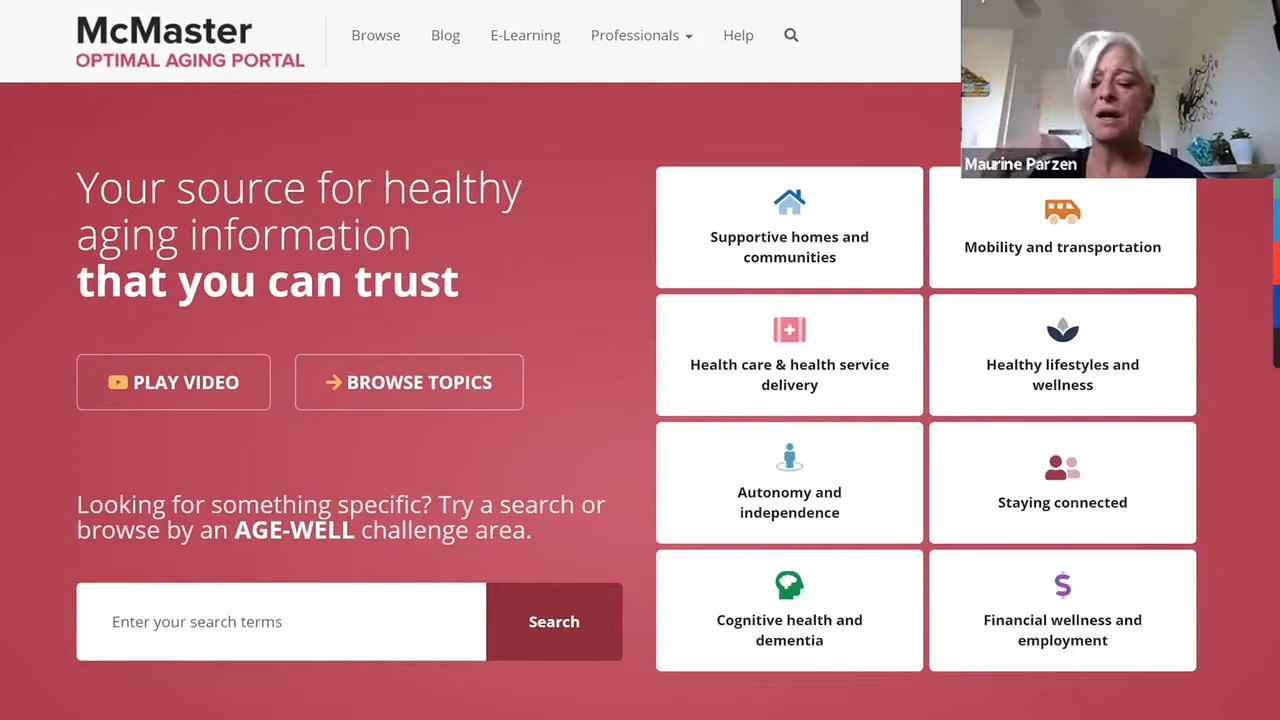 McMaster
OPTIMAL AGING PORTAL
Browse
Blog
E-Learning
Professionals
Help
Maurine Parzen
Your source for healthy
aging information
that you can trust
PLAY VIDEO
BROWSE TOPICS
Looking for something specific? Try a search or
browse by an AGE-WELL challenge area.
Enter your search terms
Search
Supportive homes and
communities
Mobility and transportation
Health care & health service
delivery
Healthy lifestyles and
wellness
Autonomy and
independence
Staying connected
Cognitive health and
dementia
Financial wellness and
employment